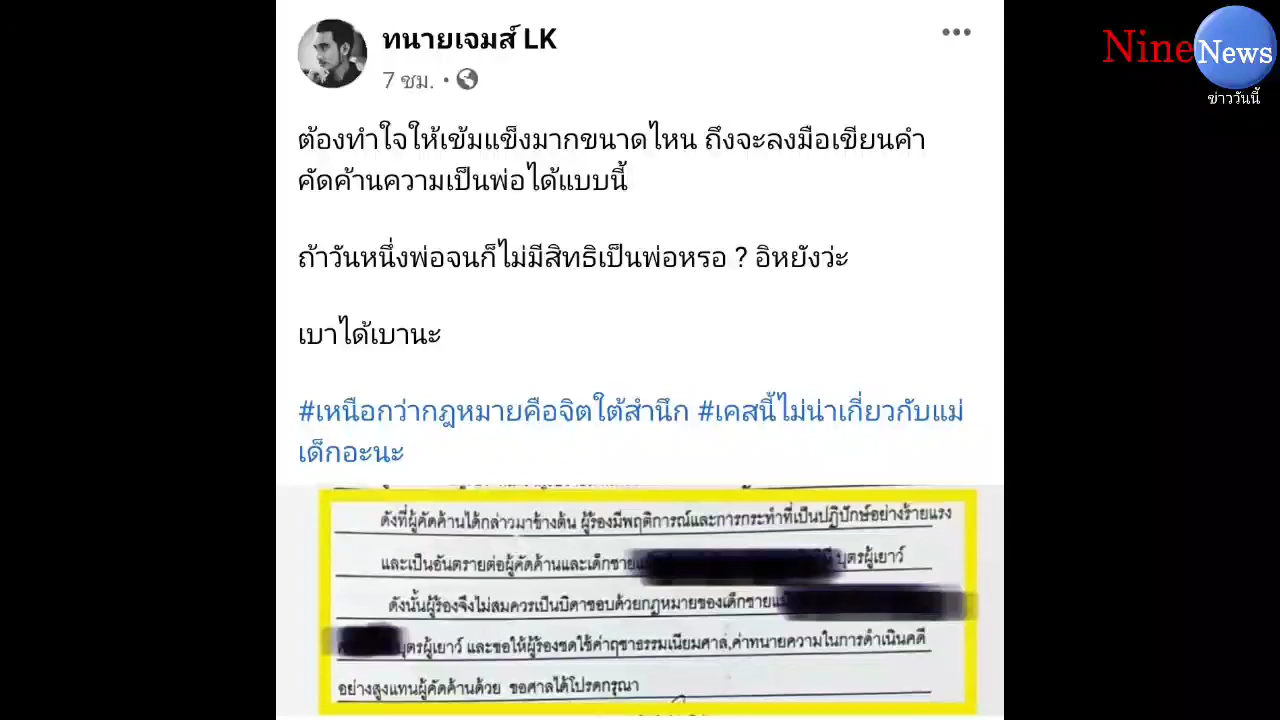 ทนายเจมส์ LK
7 ชม.
Nine News
ข่าววันนี้
ต้องทำใจให้เข้มแข็งมากขนาดไหน ถึงจะลงมือเขียนคำ
คัดค้านความเป็นพ่อได้แบบนี้
ถ้าวันหนึ่งพ่อจนก็ไม่มีสิทธิเป็นพ่อหรอ ? อิหยังว่ะ
เบาได้เบานะ
#เหนือกว่ากฎหมายคือจิตใต้สำนึก #เคสนี้ไม่น่าเกี่ยวกับแม่
เด็กอะนะ
ดังที่ผู้คัดค้านได้กล่าวมาข้างต้น ผู้ร้องมีพฤติการณ์และการกระทำที่เป็นปฏิปักษ์อย่างร้ายแรง
และเป็นอันตรายต่อผู้คัดค้านและเด็กชาย บุตรผู้เยาว์
ดังนั้นผู้ร้องจึงไม่สมควรเป็นบิดาชอบด้วยกฎหมายของเด็กชาย
บุตรผู้เยาว์ และขอให้ผู้ร้องชดใช้ค่าฤชาธรรมเนียมศาล,ค่าทนายความในการดำเนินคดี
อย่างสูงแทนผู้คัดค้านด้วย ขอศาลได้โปรดกรุณา